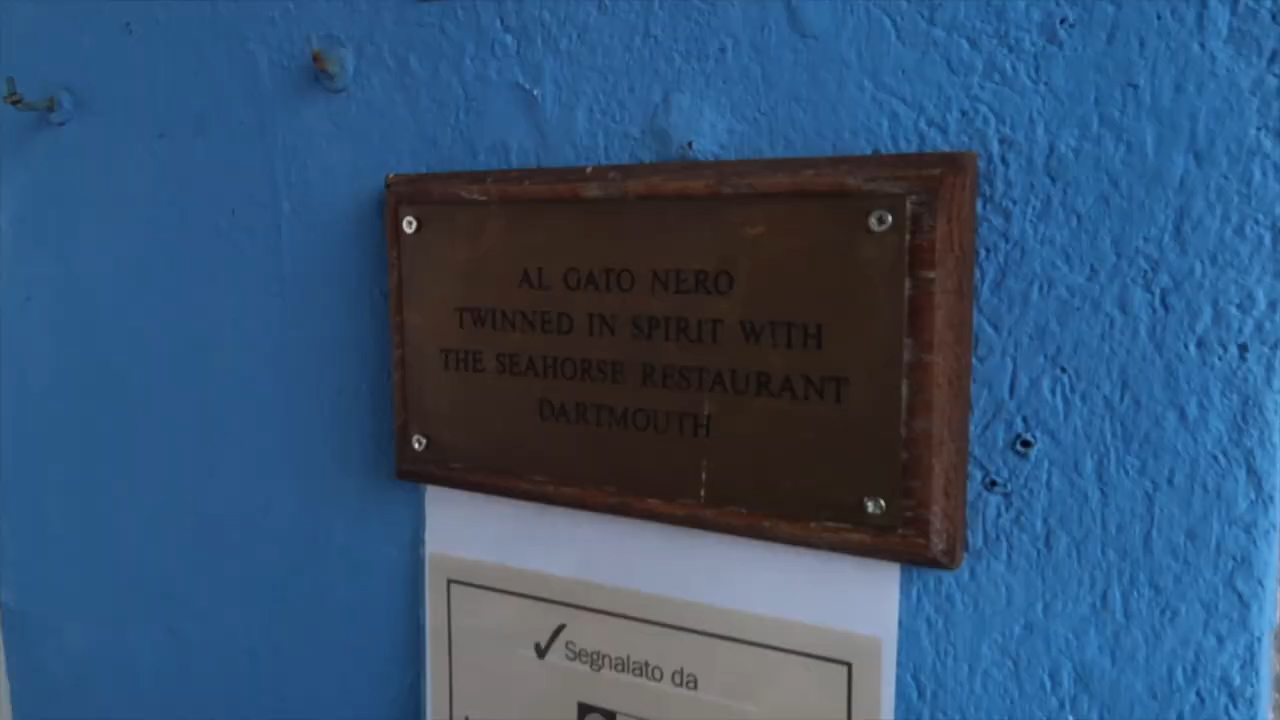 AL GATO NERO
TWINNED IN SPIRIT WITH
THE SEAHORSE RESTAURANT
DARTMOUTH
✓ Segnalato da